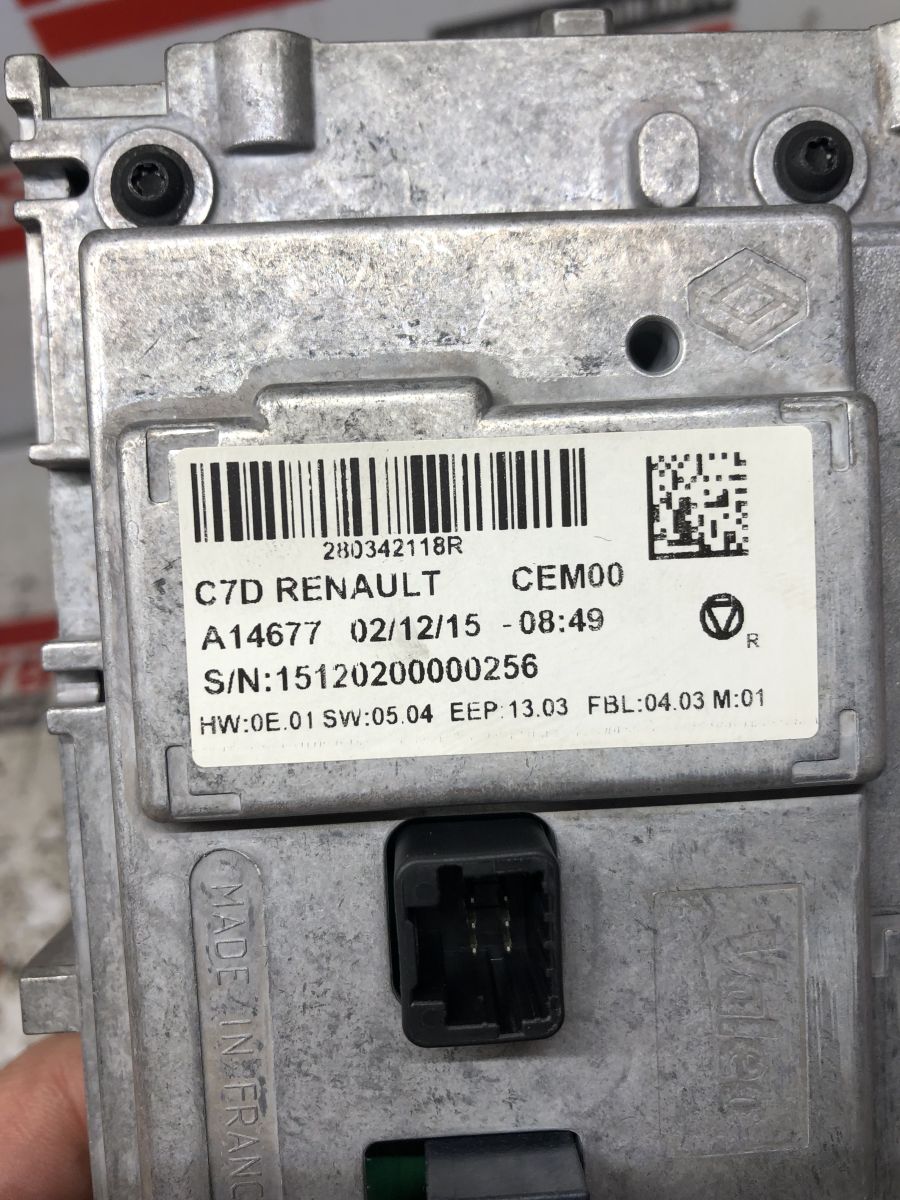 280342118R
C7D RENAULT CEM00
A14677 02/12/15 - 08:49
R
S/N:15120200000256
HW:0E.01 SW:05.04 EEP:13.03 FBL:04.03 M:01
MADE IN FRANC
Valeo